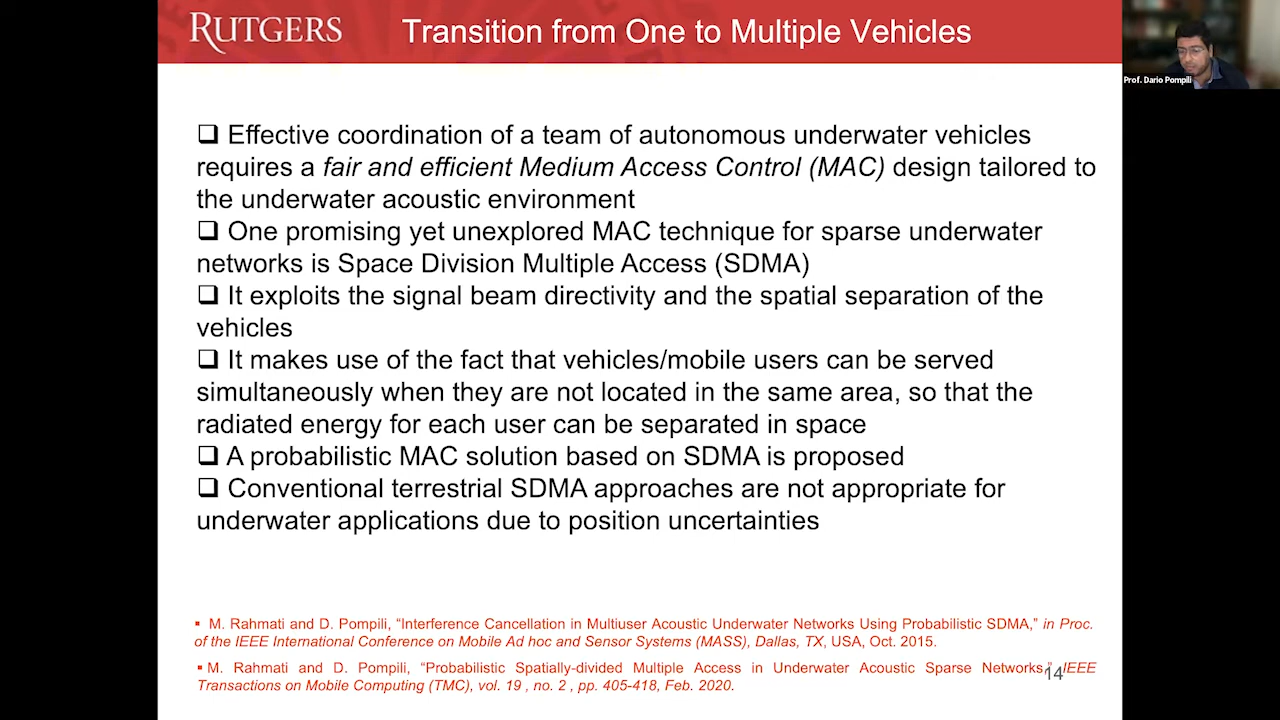 RUTGERS
Transition from One to Multiple Vehicles
Prof. Dario Pompili
❑ Effective coordination of a team of autonomous underwater vehicles
requires a fair and efficient Medium Access Control (MAC) design tailored to
the underwater acoustic environment
❑ One promising yet unexplored MAC technique for sparse underwater
networks is Space Division Multiple Access (SDMA)
❑ It exploits the signal beam directivity and the spatial separation of the
vehicles
❑ It makes use of the fact that vehicles/mobile users can be served
simultaneously when they are not located in the same area, so that the
radiated energy for each user can be separated in space
❑ A probabilistic MAC solution based on SDMA is proposed
❑ Conventional terrestrial SDMA approaches are not appropriate for
underwater applications due to position uncertainties
▪ M. Rahmati and D. Pompili, “Interference Cancellation in Multiuser Acoustic Underwater Networks Using Probabilistic SDMA,” in Proc.
of the IEEE International Conference on Mobile Ad hoc and Sensor Systems (MASS), Dallas, TX, USA, Oct. 2015.
▪ M. Rahmati and D. Pompili, “Probabilistic Spatially-divided Multiple Access in Underwater Acoustic Sparse Networks,” IEEE
Transactions on Mobile Computing (TMC), vol. 19 , no. 2 , pp. 405-418, Feb. 2020.
14